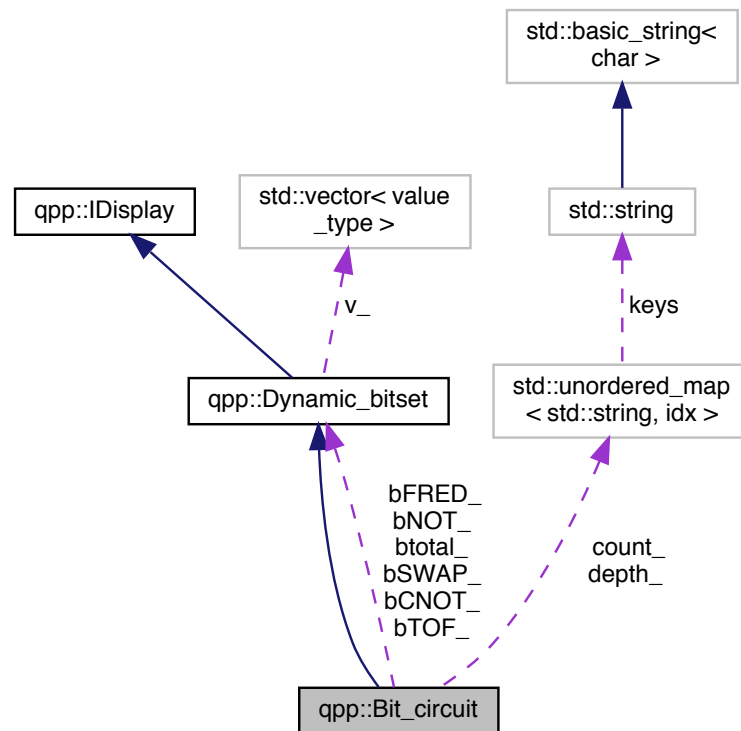 std::basic_string<
char >
qpp::IDisplay
std::vector< value
_type >
std::string
v_
keys
qpp::Dynamic_bitset
std::unordered_map
< std::string, idx >
bFRED_
bNOT_
btotal_
bSWAP_
bCNOT_
bTOF_
count_
depth_
qpp::Bit_circuit